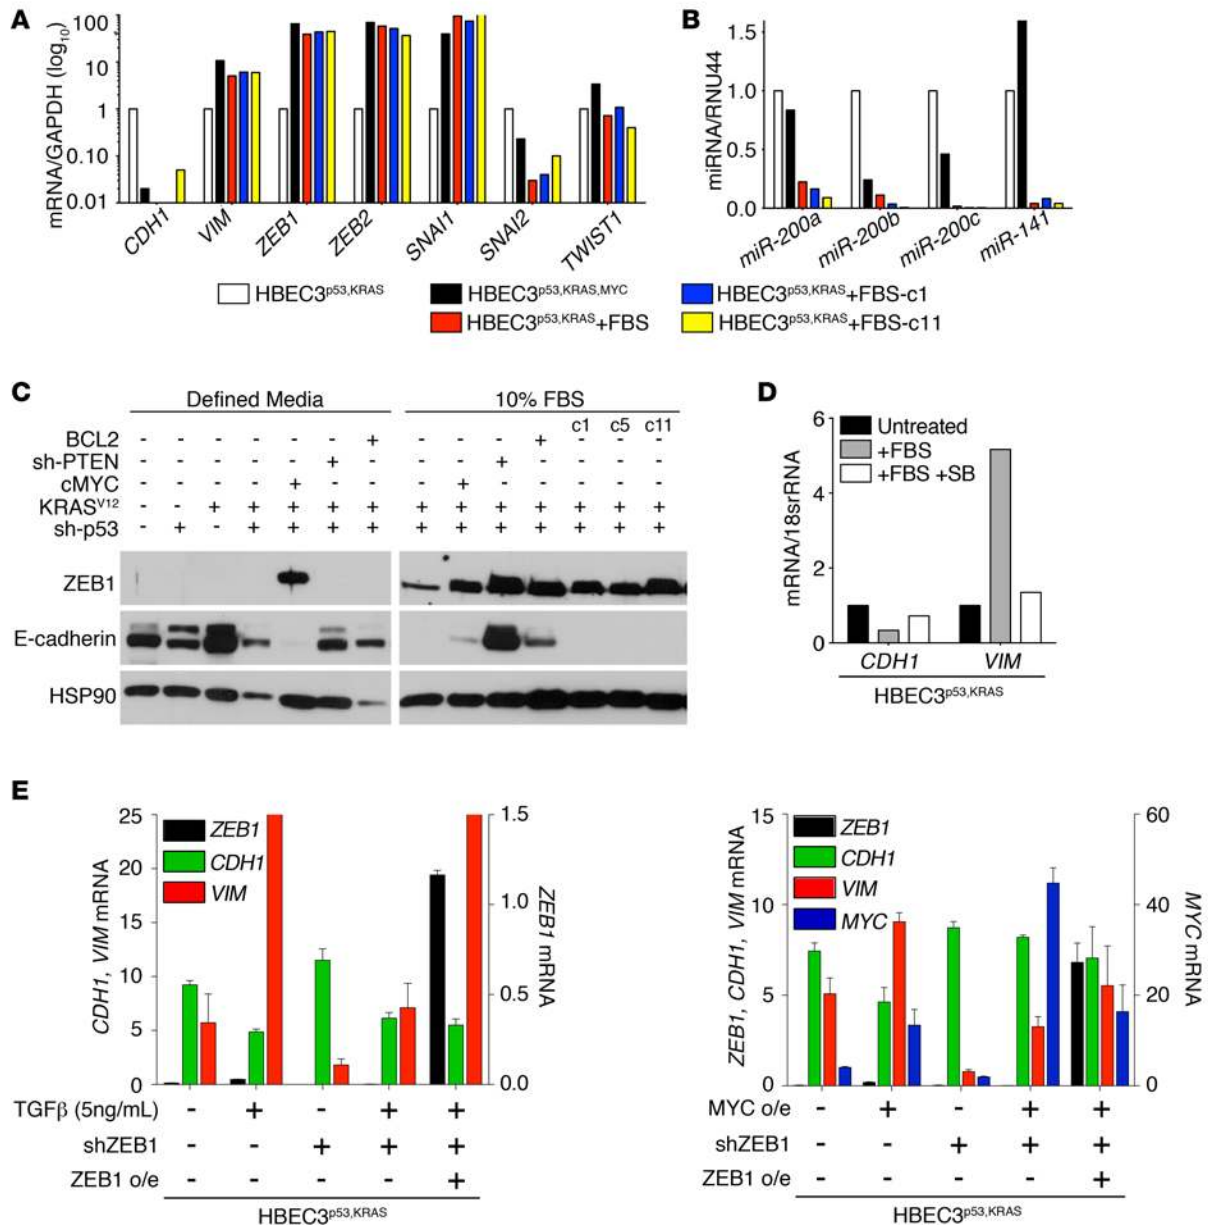 A
mRNA/GAPDH (log10)
100
10
1
0.10
0.01
CDH1
VIM
ZEB1
ZEB2
SNAI1
SNAI2
TWIST1
B
miRNA/RNU44
1.5
1.0
0.5
0.0
miR-200a
miR-200b
miR-200c
miR-141
HBEC3p53,KRAS
HBEC3p53,KRAS,MYC
HBEC3p53,KRAS+FBS-c1
HBEC3p53,KRAS+FBS
HBEC3p53,KRAS+FBS-c11
C
Defined Media
10% FBS
c1 c5 c11
BCL2 - - - - - - + - - - + - - -
sh-PTEN - - - - - + - - - + - - - -
cMYC - - - - + - - - + - - - - -
KRASV12 - - + + + + + + + + + + + +
sh-p53 - + - + + + + + + + + + + +
ZEB1
E-cadherin
HSP90
D
mRNA/18srRNA
6
4
2
0
Untreated
+FBS
+FBS +SB
CDH1
VIM
HBEC3p53,KRAS
E
CDH1, VIM mRNA
25
20
15
10
5
0
ZEB1
CDH1
VIM
1.5
1.0
0.5
0.0
ZEB1 mRNA
TGFβ (5ng/mL) - + - + +
shZEB1 - - + + +
ZEB1 o/e - - - - +
HBEC3p53,KRAS
ZEB1, CDH1, VIM mRNA
15
10
5
0
ZEB1
CDH1
VIM
MYC
60
40
20
0
MYC mRNA
MYC o/e - + - + +
shZEB1 - - + + +
ZEB1 o/e - - - - +
HBEC3p53,KRAS